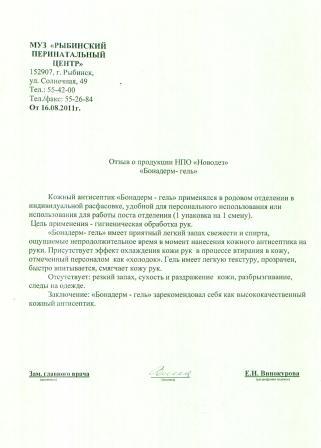 МУЗ «РЫБИНСКИЙ
ПЕРИНАТАЛЬНЫЙ
ЦЕНТР»
152907, г. Рыбинск,
ул. Солнечная, 49
Тел.: 55-42-00
Тел./факс: 55-26-84
От 16.08.2011г.
Отзыв о продукции НПО «Новодез»
«Бонадерм- гель»
Кожный антисептик «Бонадерм - гель» применялся в родовом отделении в
индивидуальной расфасовке, удобной для персонального использования или
использования для работы поста отделения (1 упаковка на 1 смену).
Цель применения - гигиеническая обработка рук.
«Бонадерм- гель» имеет приятный легкий запах свежести и спирта,
ощущаемые непродолжительное время в момент нанесения кожного антисептика на
руки. Присутствует эффект охлаждения кожи рук в процессе втирания в кожу,
отмеченный персоналом как «холодок». Гель имеет легкую текстуру, прозрачен,
быстро впитывается, смягчает кожу рук.
Отсутствует: резкий запах, сухость и раздражение кожи, разбрызгивание,
следы на одежде.
Заключение: «Бонадерм - гель» зарекомендовал себя как высококачественный
кожный антисептик.
Зам. главного врача Е.Н. Винокурова